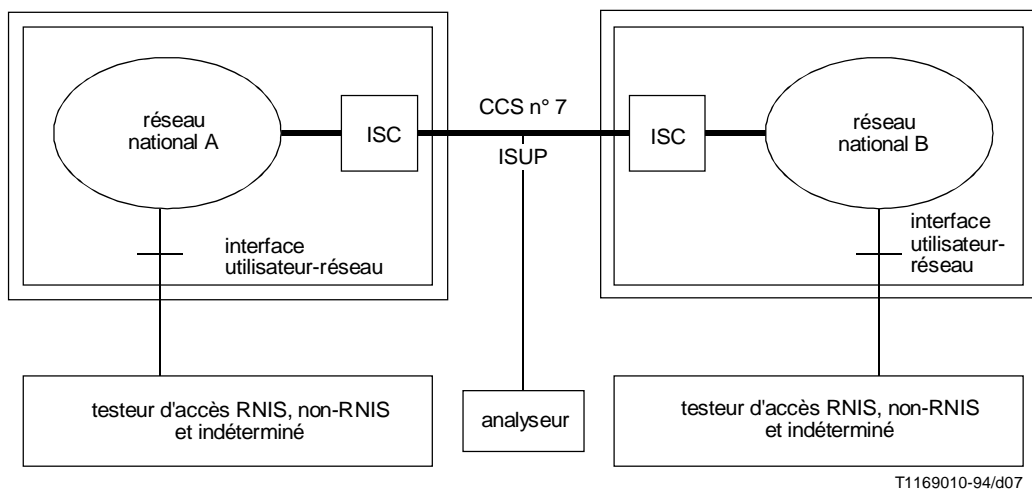 réseau
national A
ISC
CCS n° 7
ISUP
ISC
réseau
national B
interface
utilisateur-réseau
interface
utilisateur-
réseau
testeur d'accès RNIS, non-RNIS
et indéterminé
analyseur
testeur d'accès RNIS, non-RNIS
et indéterminé
T1169010-94/d07